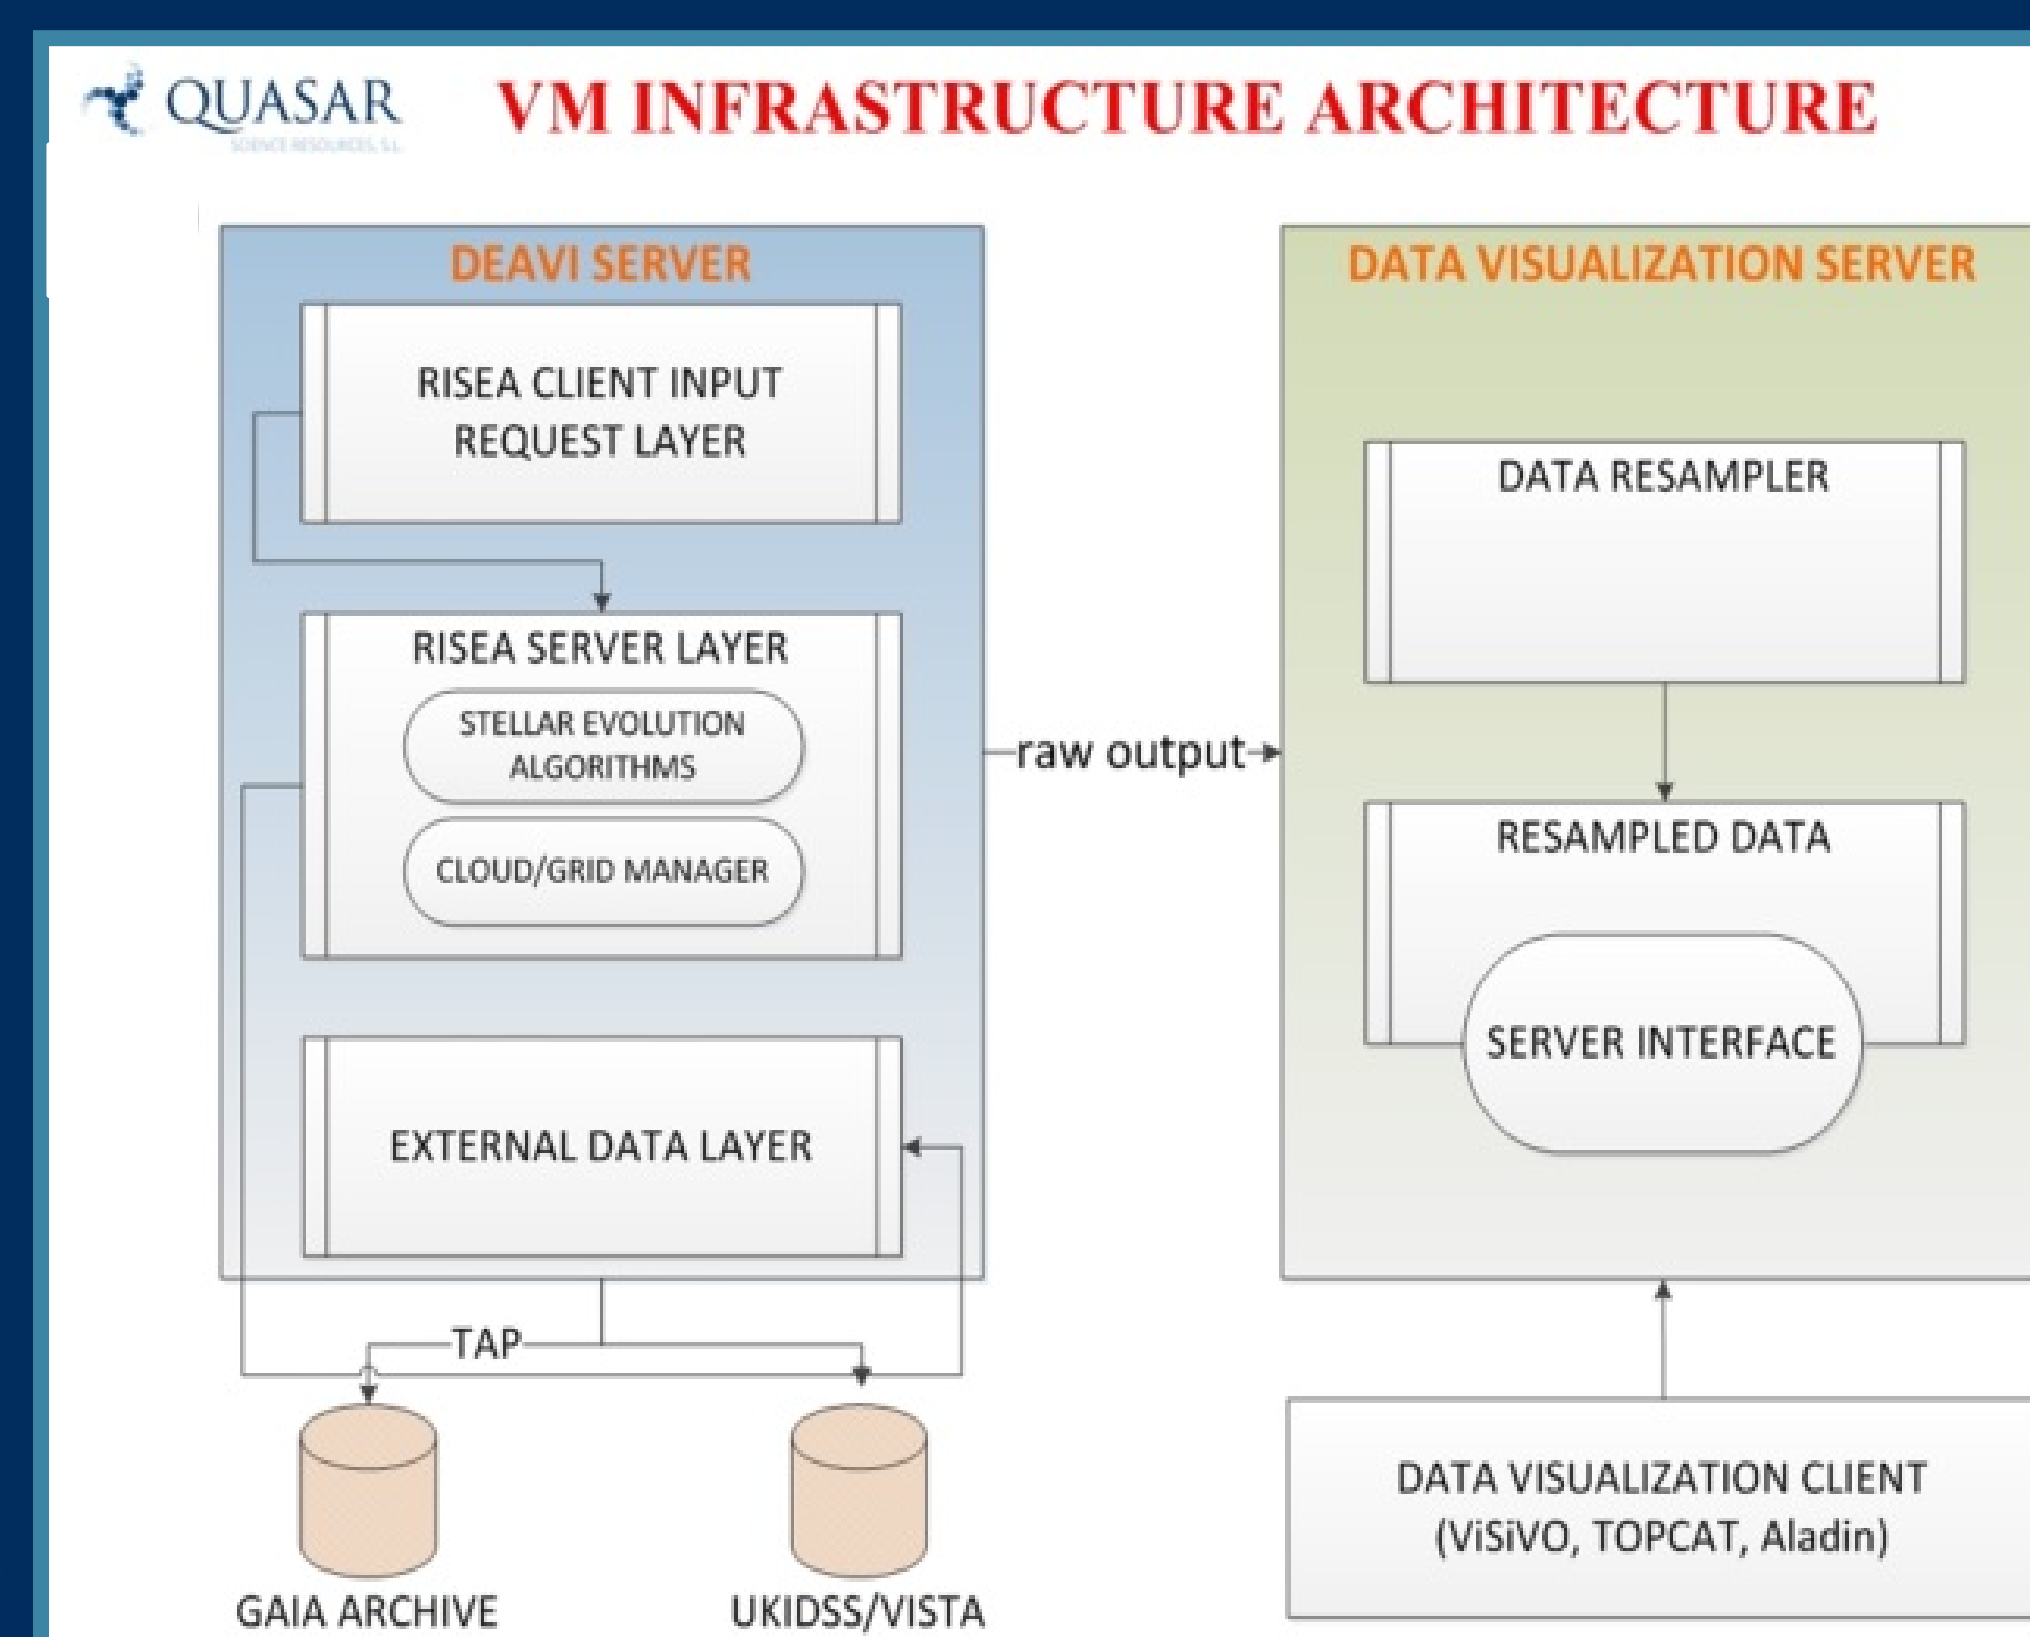 QUASAR
SCIENCE RESOURCES, S.L.
VM INFRASTRUCTURE ARCHITECTURE
DEAVI SERVER
RISEA CLIENT INPUT
REQUEST LAYER
RISEA SERVER LAYER
STELLAR EVOLUTION
ALGORITHMS
CLOUD/GRID MANAGER
EXTERNAL DATA LAYER
TAP
GAIA ARCHIVE
UKIDSS/VISTA
raw output
DATA VISUALIZATION SERVER
DATA RESAMPLER
RESAMPLED DATA
SERVER INTERFACE
DATA VISUALIZATION CLIENT
(ViSiVO, TOPCAT, Aladin)